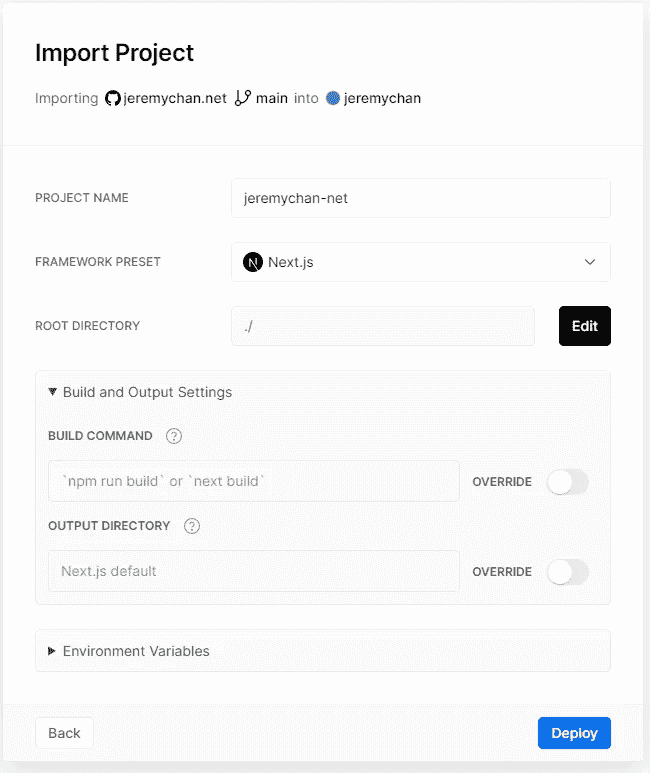 Import Project
Importing jeremychan.net main into jeremychan
PROJECT NAME
jeremychan-net
FRAMEWORK PRESET
N Next.js
ROOT DIRECTORY
./
Edit
Build and Output Settings
BUILD COMMAND ?
`npm run build` or `next build`
OVERRIDE
OUTPUT DIRECTORY ?
Next.js default
OVERRIDE
Environment Variables
Back
Deploy